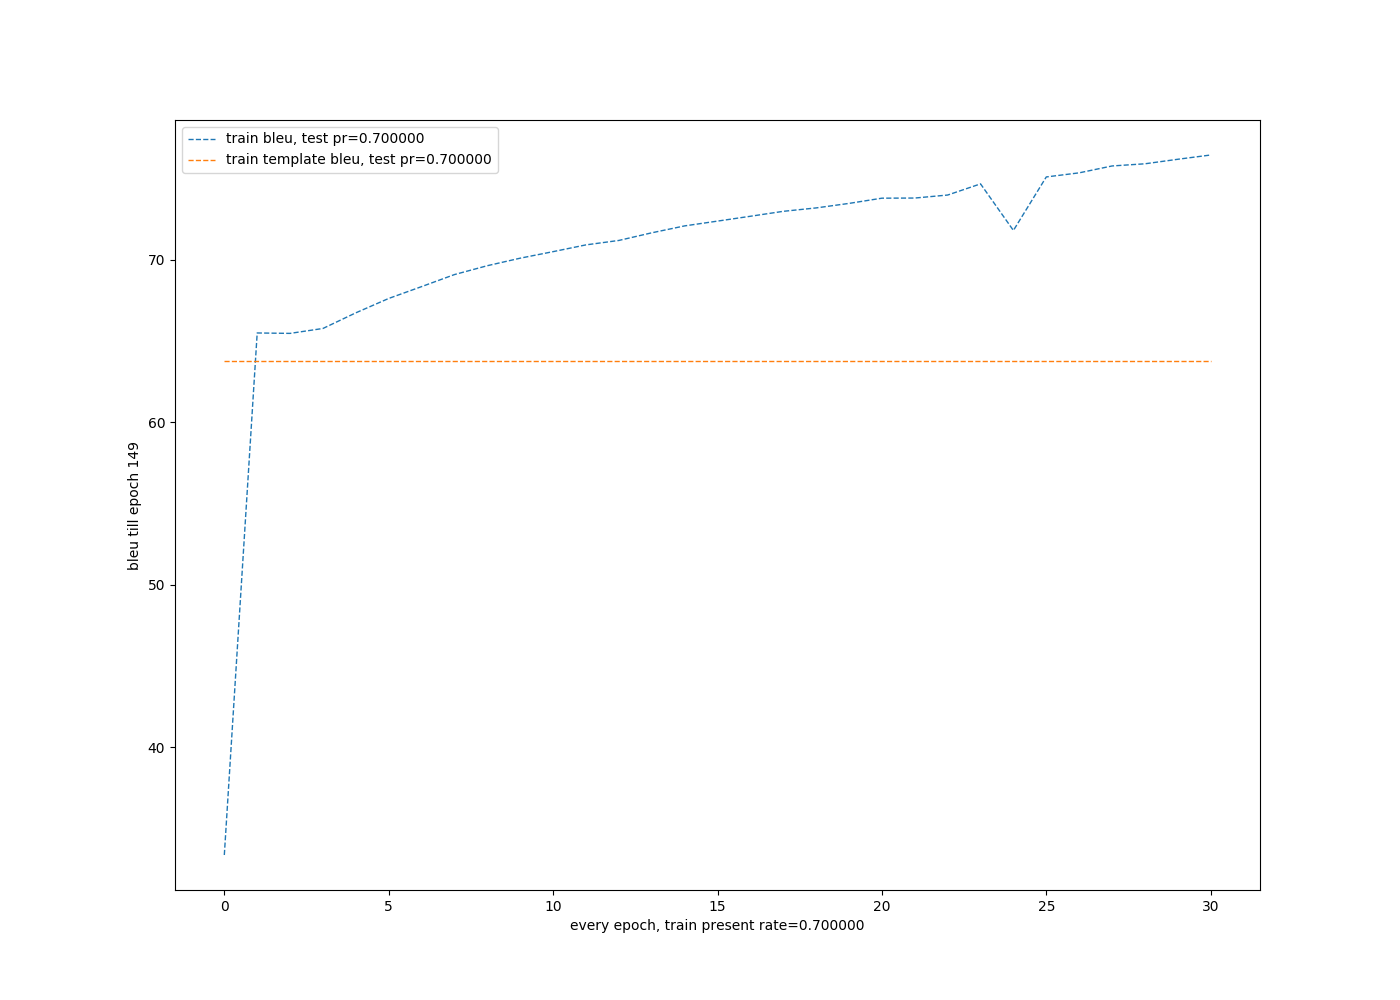 train bleu, test pr=0.700000
train template bleu, test pr=0.700000
70
60
50
40
bleu till epoch 149
0 5 10 15 20 25 30
every epoch, train present rate=0.700000